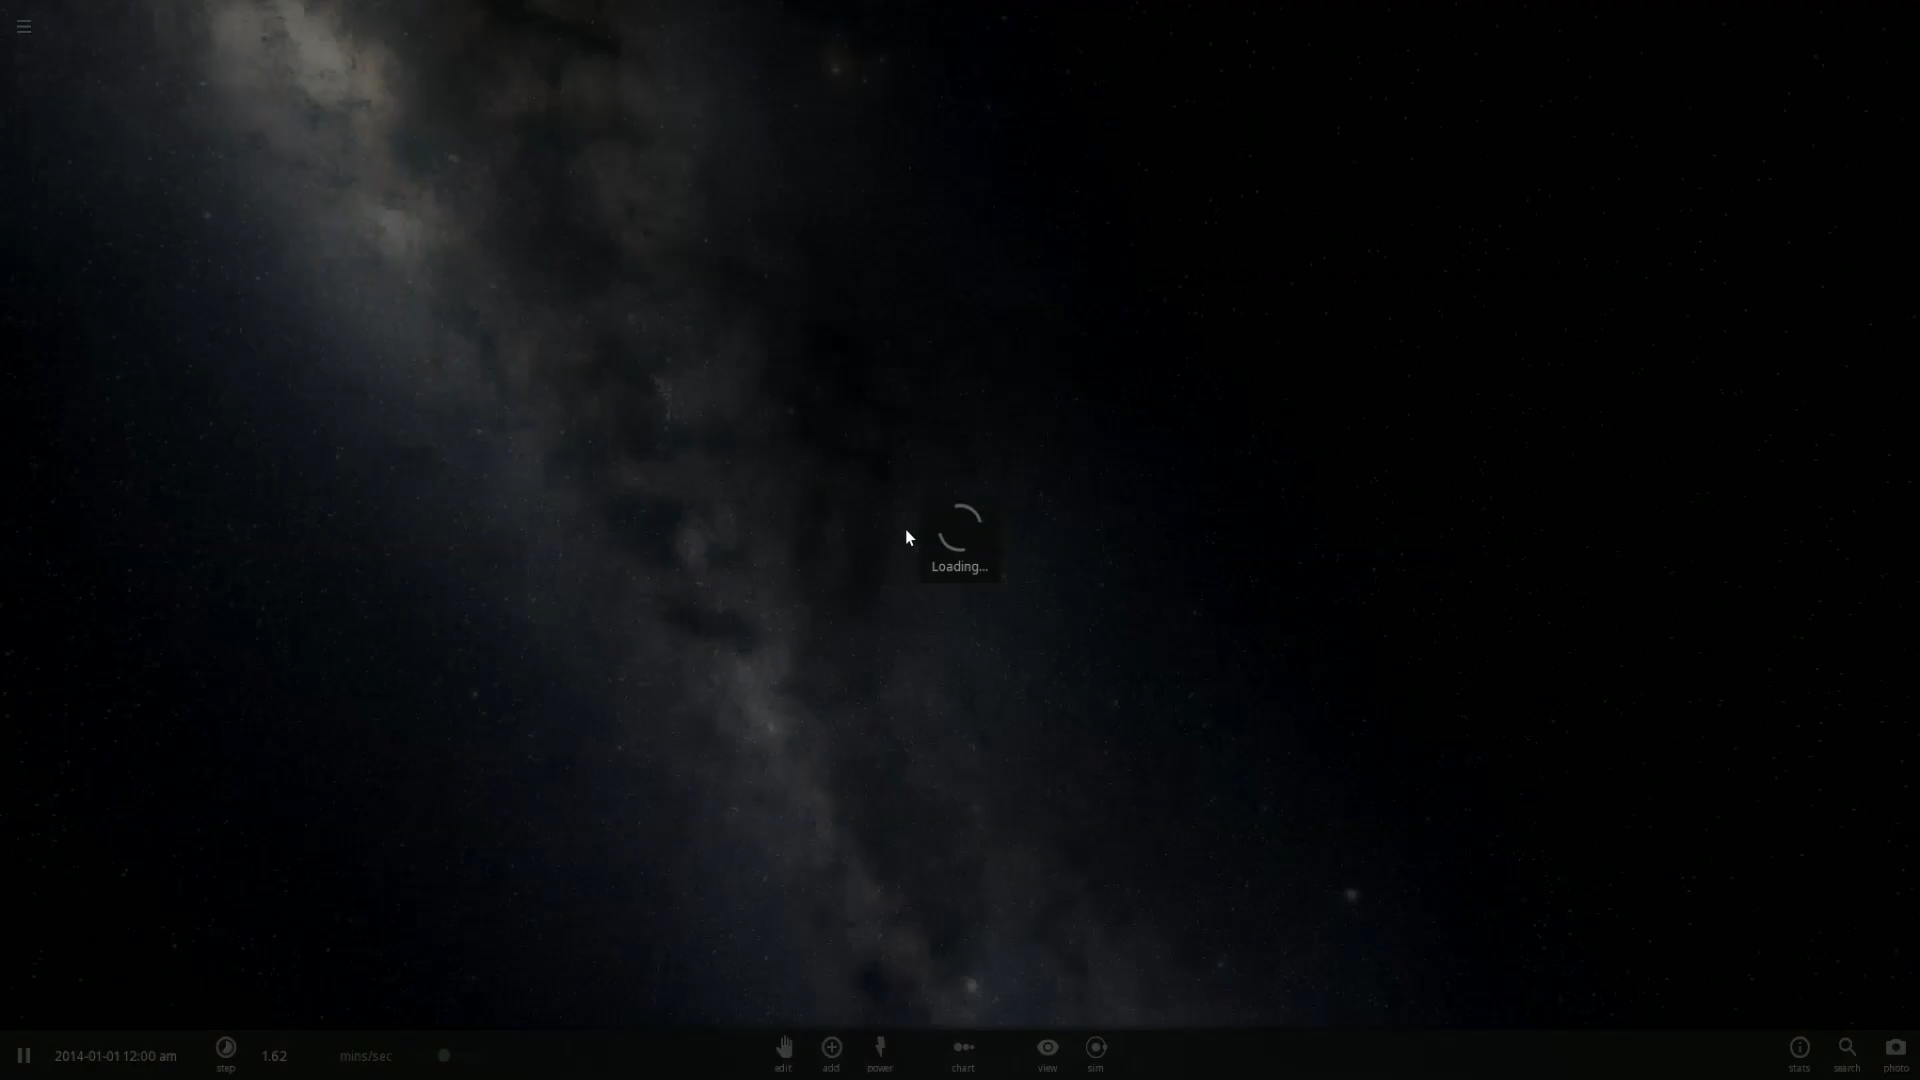 Loading...
2014-01-01 12:00 am
step
1.62
mins/sec
edit
add
power
chart
view
sim
stats
search
photo